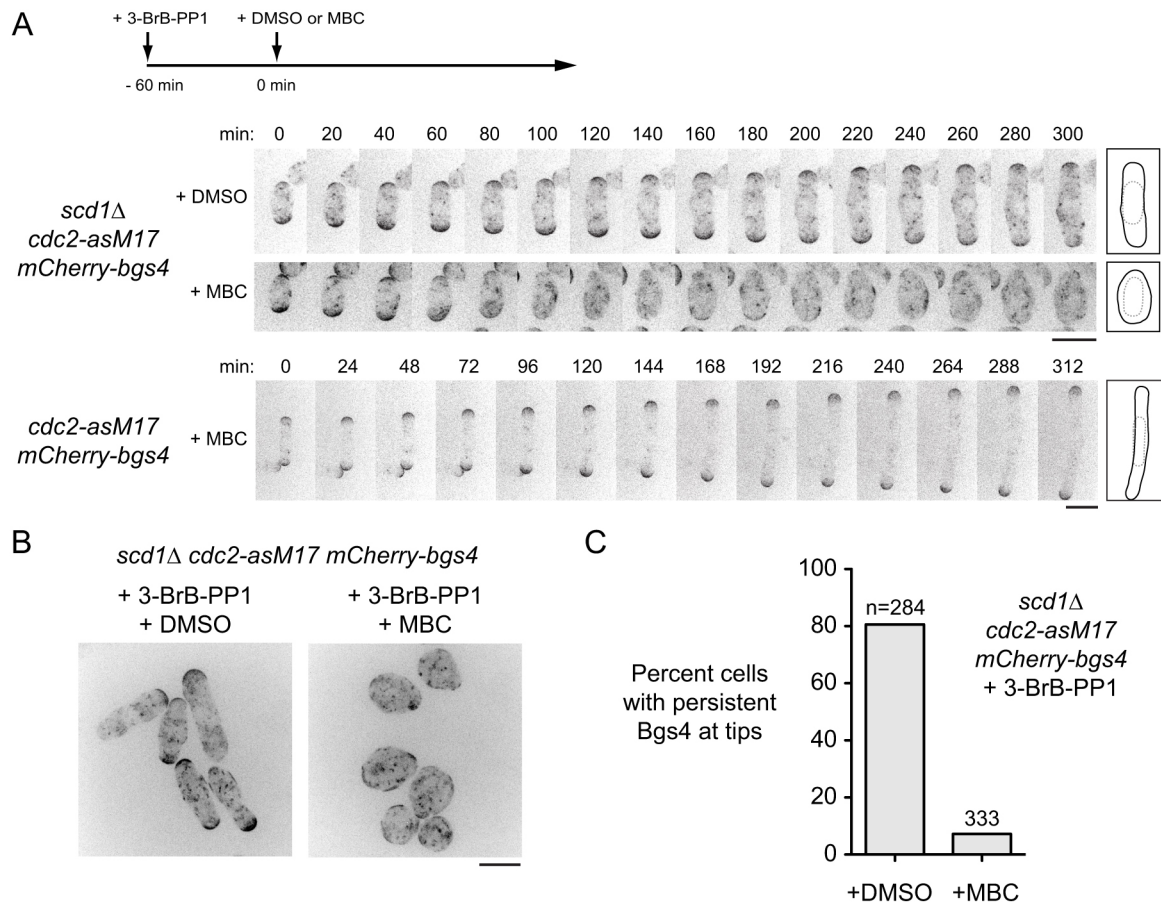 A
+ 3-BrB-PP1
+ DMSO or MBC
- 60 min
0 min
min: 0 20 40 60 80 100 120 140 160 180 200 220 240 260 280 300
scd1Δ
cdc2-asM17
mCherry-bgs4
+ DMSO
+ MBC
min: 0 24 48 72 96 120 144 168 192 216 240 264 288 312
cdc2-asM17
mCherry-bgs4
+ MBC
B
scd1Δ cdc2-asM17 mCherry-bgs4
+ 3-BrB-PP1
+ DMSO
+ 3-BrB-PP1
+ MBC
C
Percent cells
with persistent
Bgs4 at tips
100
80
60
40
20
0
n=284
333
scd1Δ
cdc2-asM17
mCherry-bgs4
+ 3-BrB-PP1
+DMSO +MBC